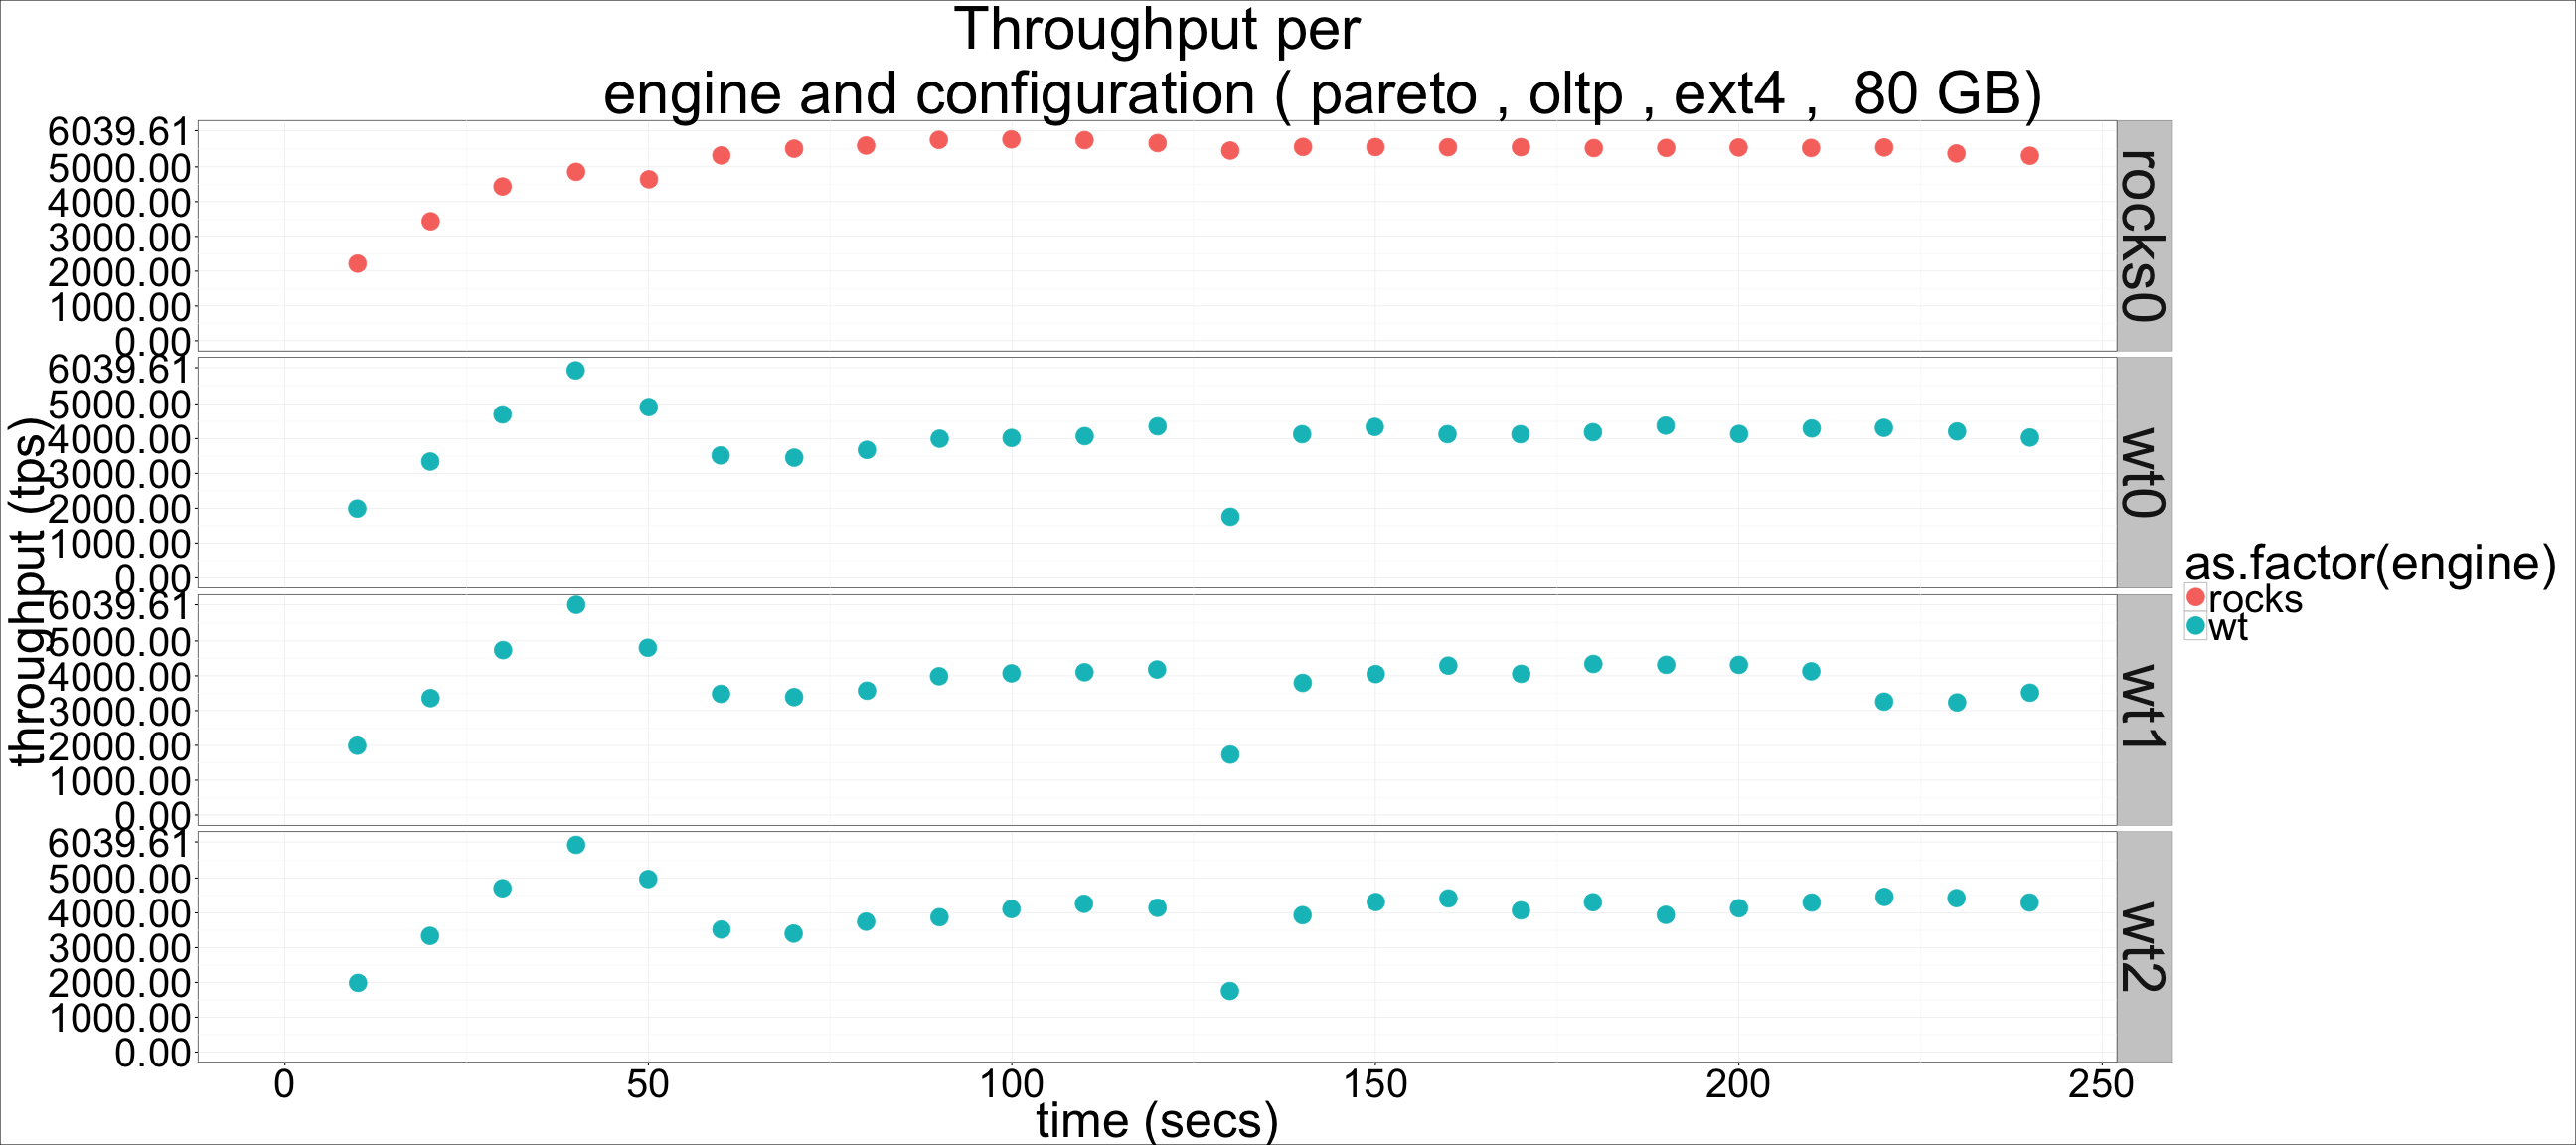 Throughput per
engine and configuration ( pareto , oltp , ext4 ,  80 GB)
throughput (tps)
6039.61
5000.00
4000.00
3000.00
2000.00
1000.00
0.00
rocks0
6039.61
5000.00
4000.00
3000.00
2000.00
1000.00
0.00
wt0
6039.61
5000.00
4000.00
3000.00
2000.00
1000.00
0.00
wt1
6039.61
5000.00
4000.00
3000.00
2000.00
1000.00
0.00
wt2
0 50 100 150 200 250
time (secs)
as.factor(engine)
rocks
wt